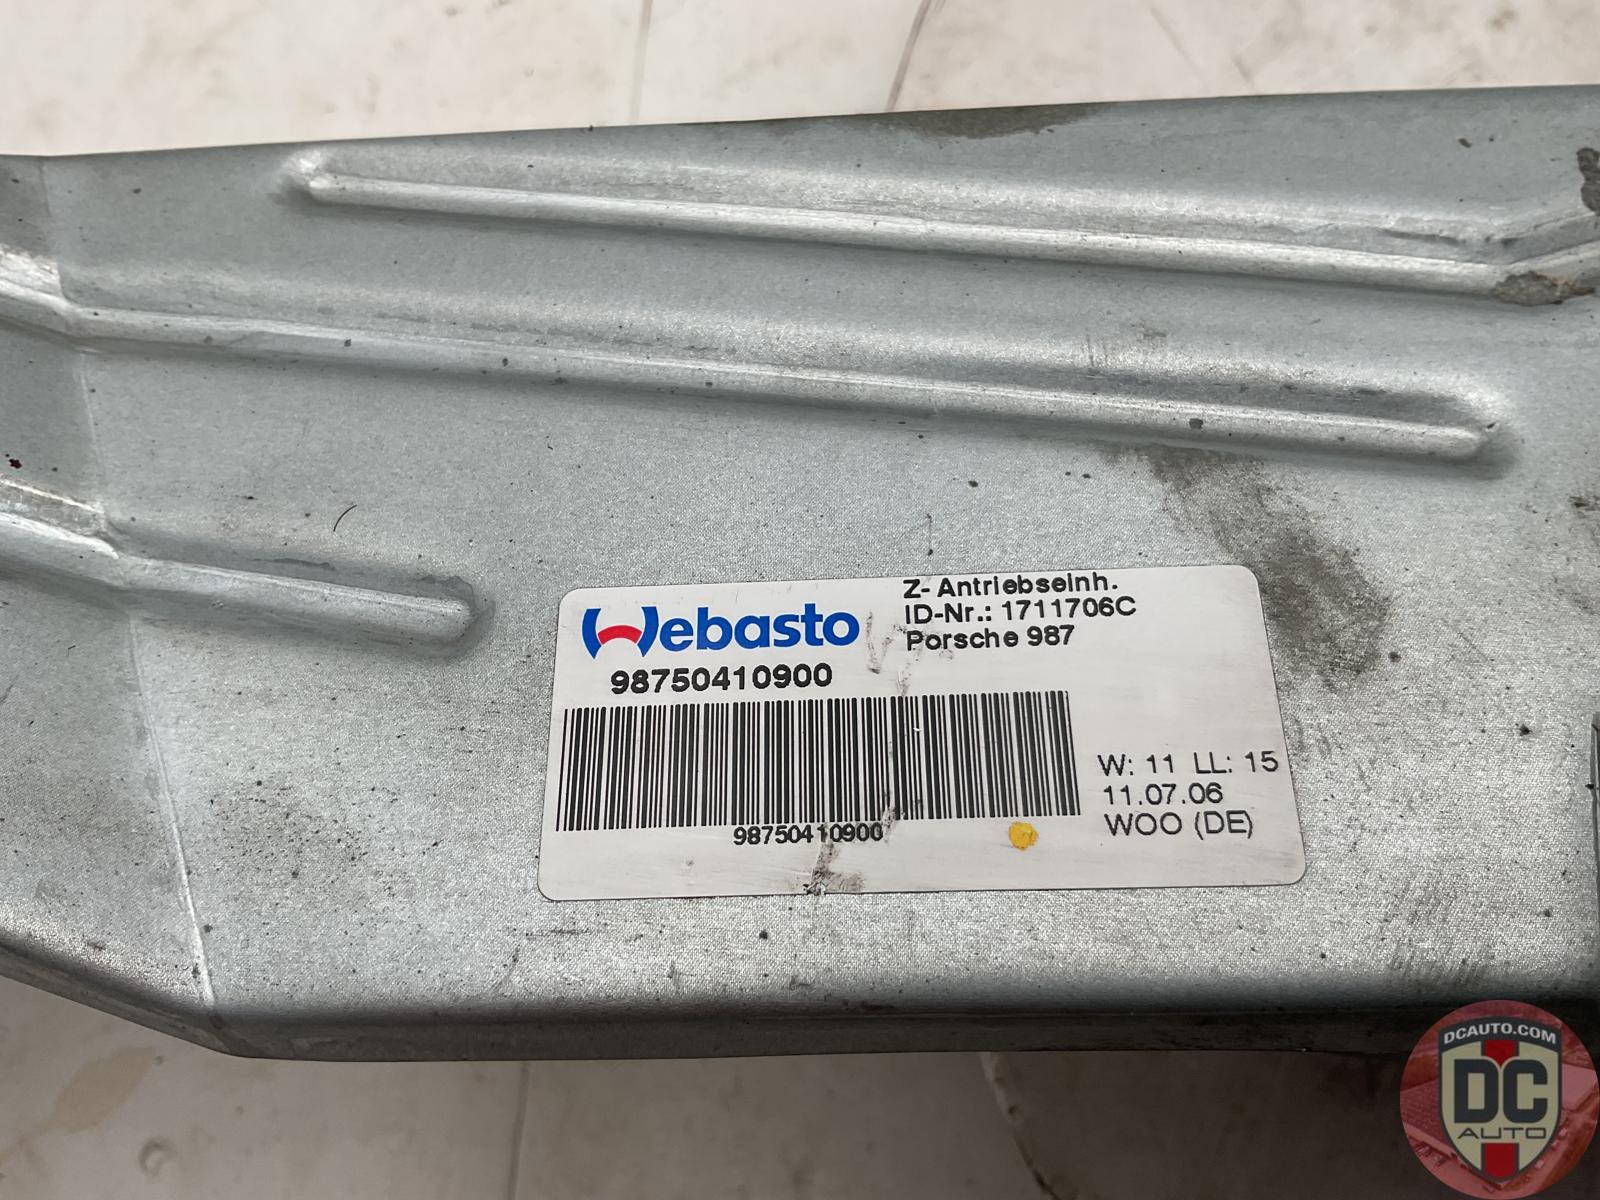 Webasto
98750410900
Z- Antriebseinh.
ID-Nr.: 1711706C
Porsche 987
98750410900
W: 11 LL: 15
11.07.06
WOO (DE)
DCAUTO.COM
DC
AUTO